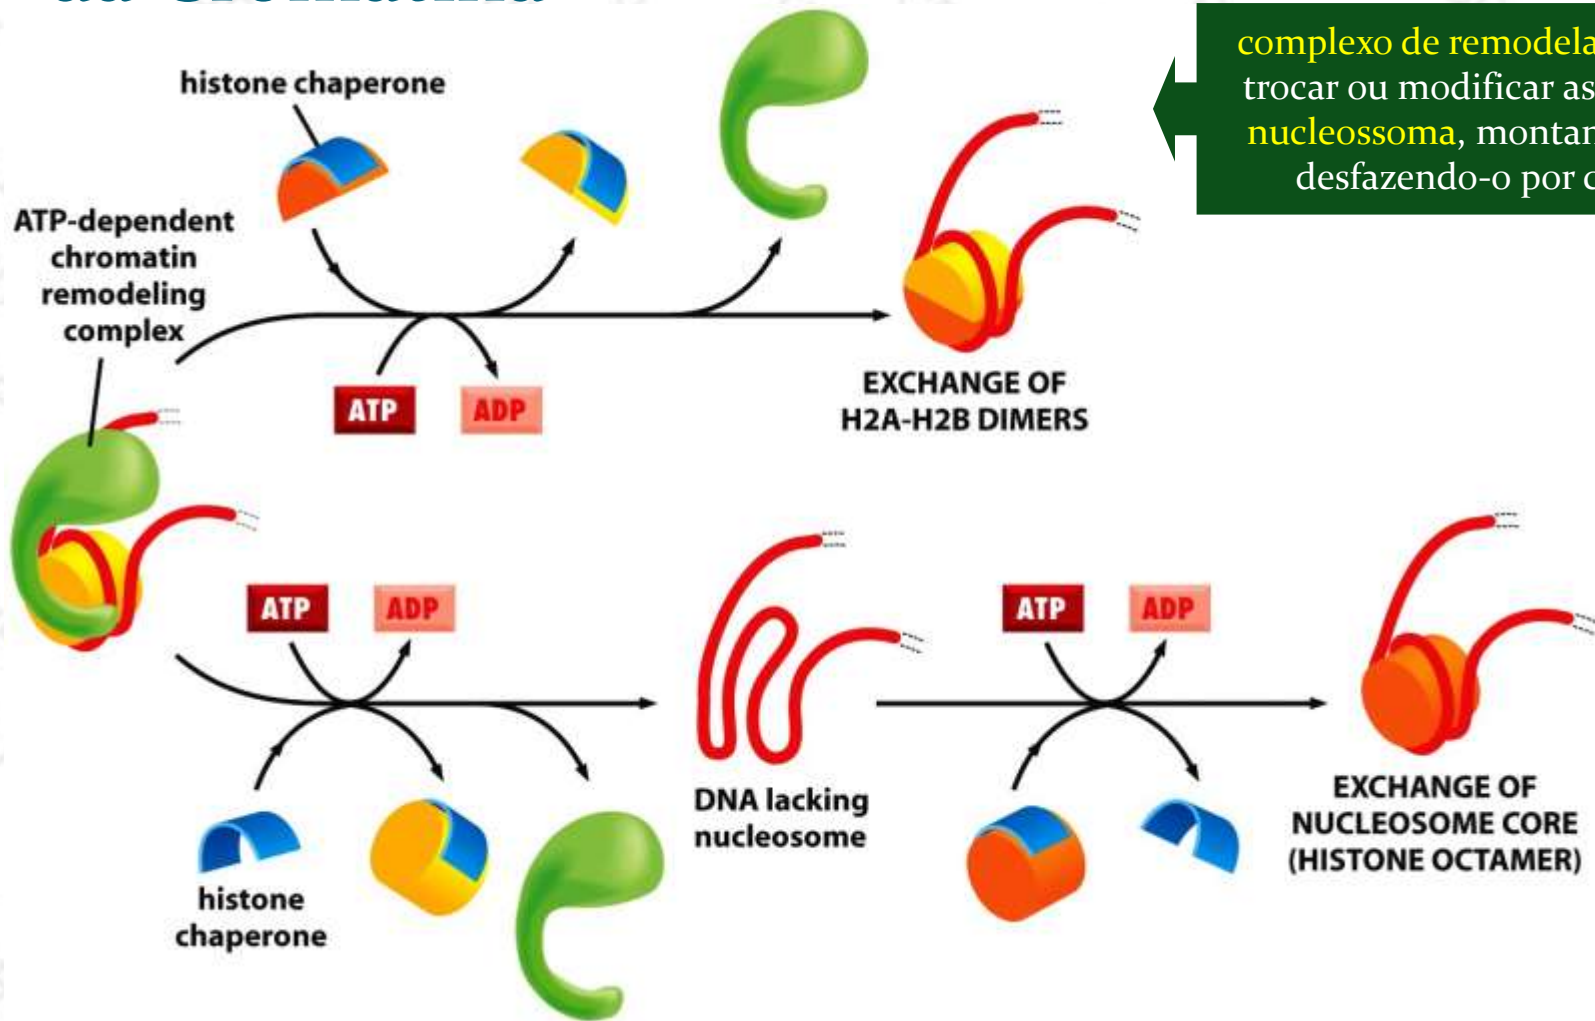 da Cromatina
complexo de
trocar ou modificar as
nucleossoma,
desfazendo-o por
histone chaperone
ATP-dependent
chromatin
remodeling
complex
ATP
ADP
EXCHANGE OF
H2A-H2B DIMERS
ATP
ADP
ATP
ADP
histone
chaperone
DNA lacking
nucleosome
EXCHANGE OF
NUCLEOSOME CORE
(HISTONE OCTAMER)